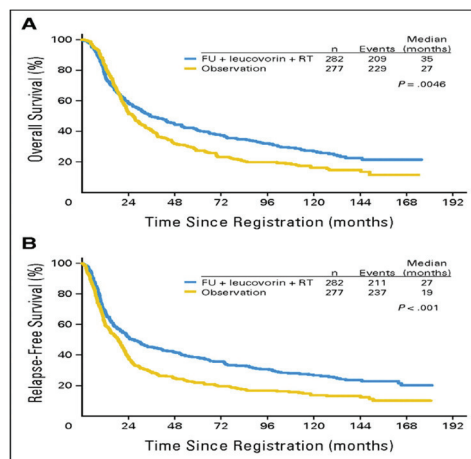 A
Median
n Events (months)
FU + leucovorin + RT 282 209 35
Observation 277 229 27
P = .0046
Overall Survival (%)
100
80
60
40
20
0 24 48 72 96 120 144 168 192
Time Since Registration (months)
B
Median
n Events (months)
FU + leucovorin + RT 282 211 27
Observation 277 237 19
P < .001
Relapse-Free Survival (%)
100
80
60
40
20
0 24 48 72 96 120 144 168 192
Time Since Registration (months)